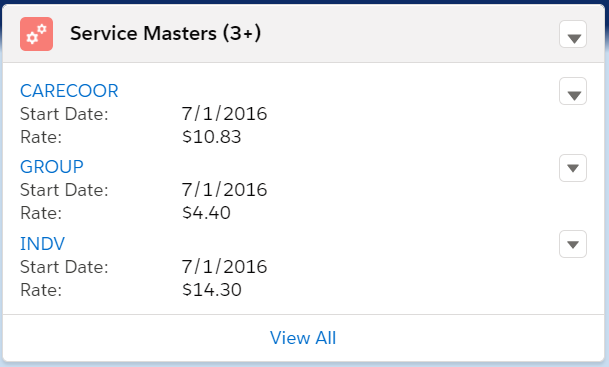 Service Masters (3+)
CARECOOR
Start Date: 7/1/2016
Rate: $10.83
GROUP
Start Date: 7/1/2016
Rate: $4.40
INDV
Start Date: 7/1/2016
Rate: $14.30
View All